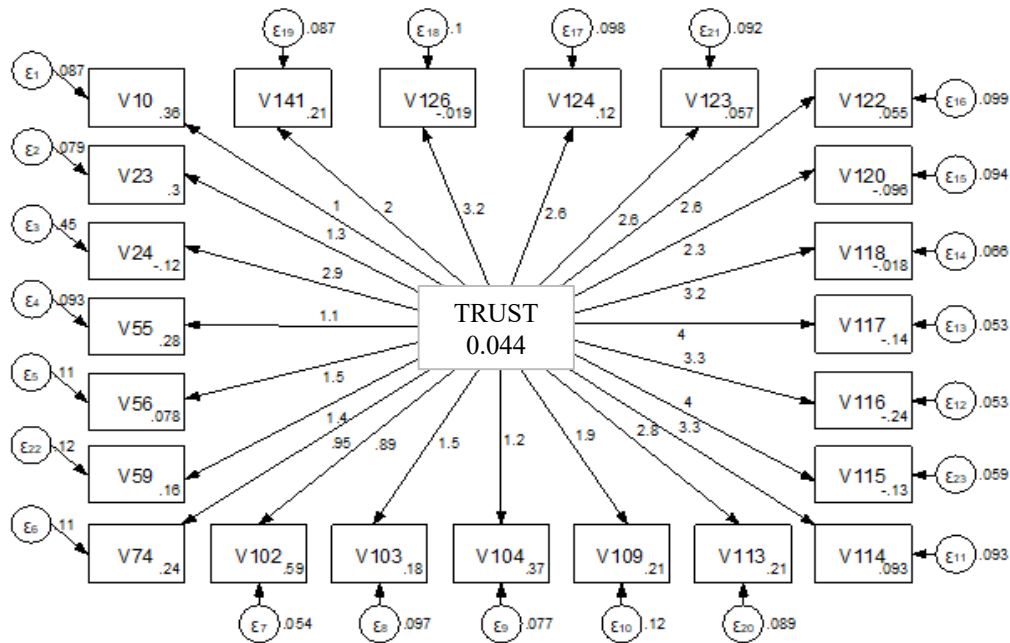 ε19 .087
ε18 .1
ε17 .098
ε21 .092
ε1 .087
V10 .36
V141 .21
V126 -.019
V124 .12
V123 .057
V122 .055
ε16 .099
ε2 .079
V23 .3
V120 -.096
ε15 .094
ε3 .45
V24 -.12
V118 -.018
ε14 .066
1
2
3.2
2.6
2.6
2.6
1.3
2.3
2.9
3.2
ε4 .093
V55 .28
1.1
TRUST
0.044
4
V117 -.14
ε13 .053
ε5 .11
V56 .078
1.5
3.3
V116 -.24
ε12 .053
ε22 .12
V59 .16
1.4
.95
.89
1.5
1.2
1.9
2.8
3.3
4
V115 -.13
ε23 .059
ε6 .11
V74 .24
V102 .59
V103 .18
V104 .37
V109 .21
V113 .21
V114 .093
ε11 .093
ε7 .054
ε8 .097
ε9 .077
ε10 .12
ε20 .089